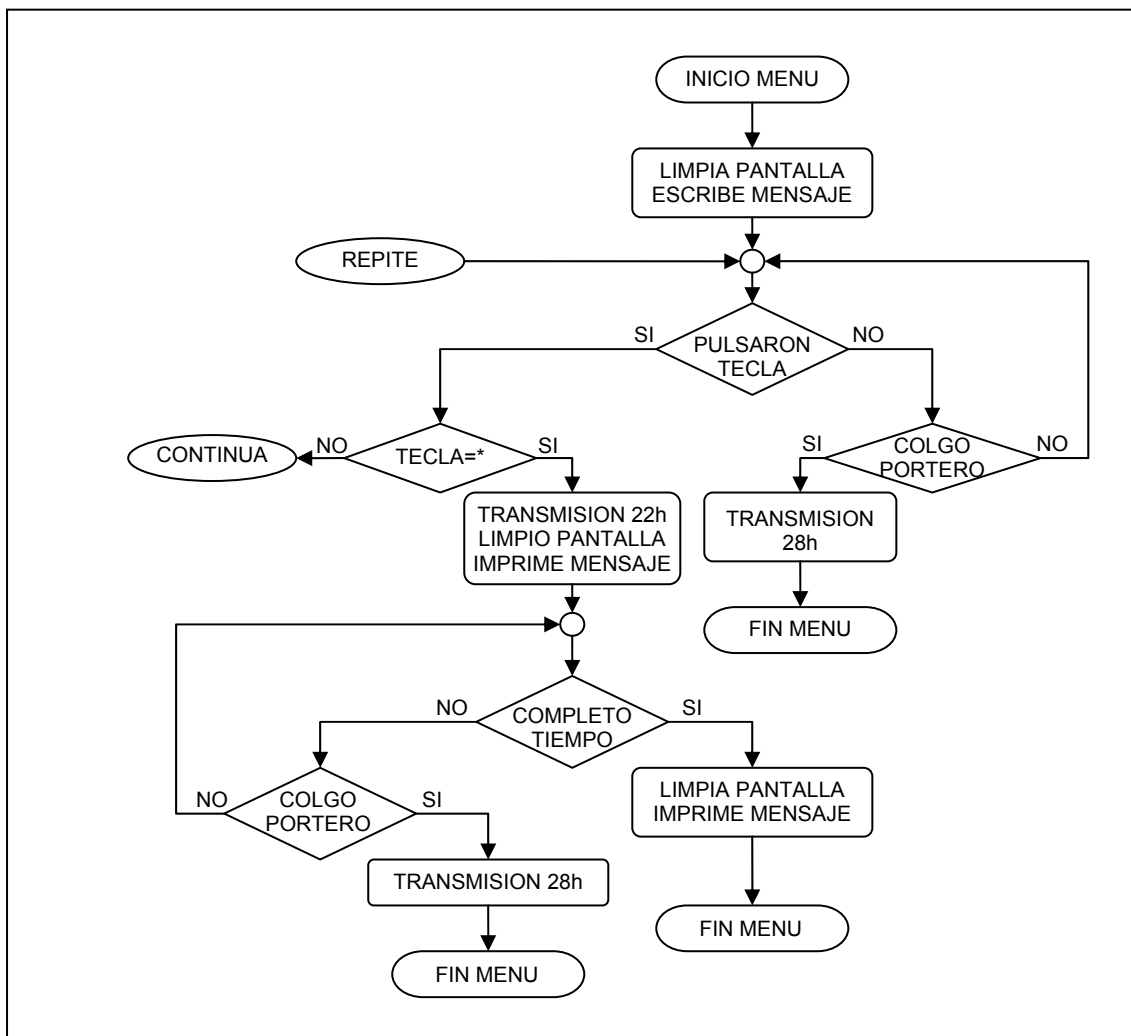 INICIO MENU
LIMPIA PANTALLA
ESCRIBE MENSAJE
REPITE
SI
PULSARON
TECLA
NO
CONTINUA
NO
TECLA=*
SI
SI
COLGO
PORTERO
NO
TRANSMISION 22h
LIMPIO PANTALLA
IMPRIME MENSAJE
TRANSMISION
28h
FIN MENU
NO
COMPLETO
TIEMPO
SI
NO
COLGO
PORTERO
SI
LIMPIA PANTALLA
IMPRIME MENSAJE
TRANSMISION 28h
FIN MENU
FIN MENU